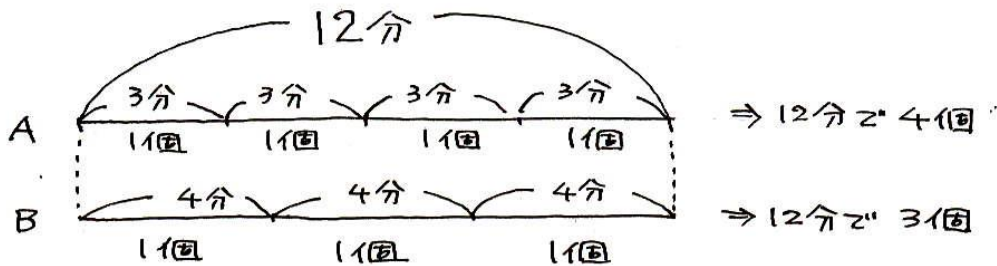 12分
3分 3分 3分 3分
A
1個 1個 1個 1個
⇒ 12分で 4個
4分 4分 4分
B
1個 1個 1個
⇒ 12分で 3個